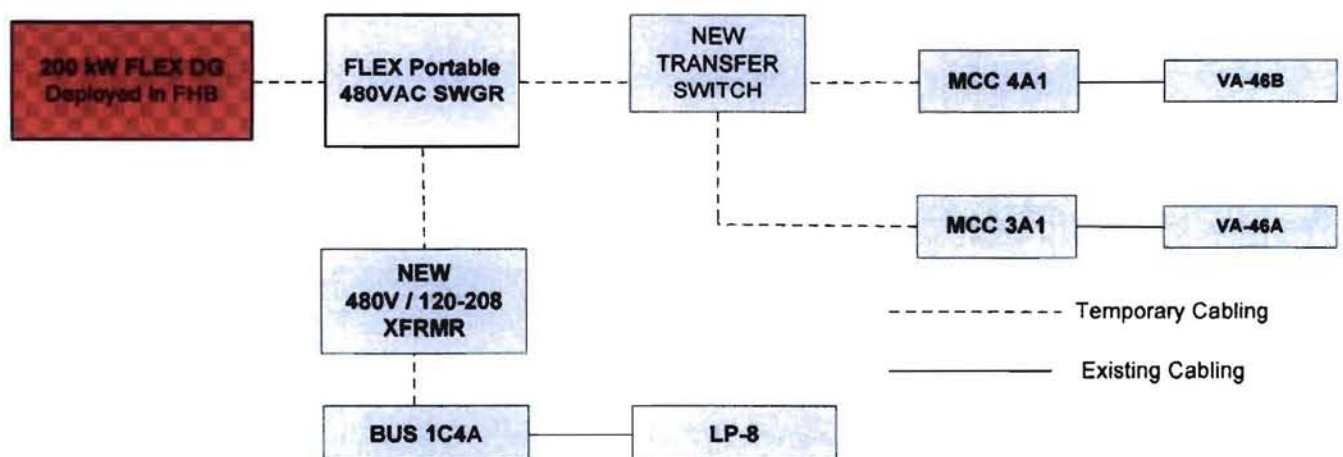 200 kW FLEX DG
Deployed in FHB
FLEX Portable
480VAC SWGR
NEW
TRANSFER
SWITCH
MCC 4A1
VA-46B
MCC 3A1
VA-46A
NEW
480V / 120-208
XFRMR
Temporary Cabling
Existing Cabling
BUS 1C4A
LP-8